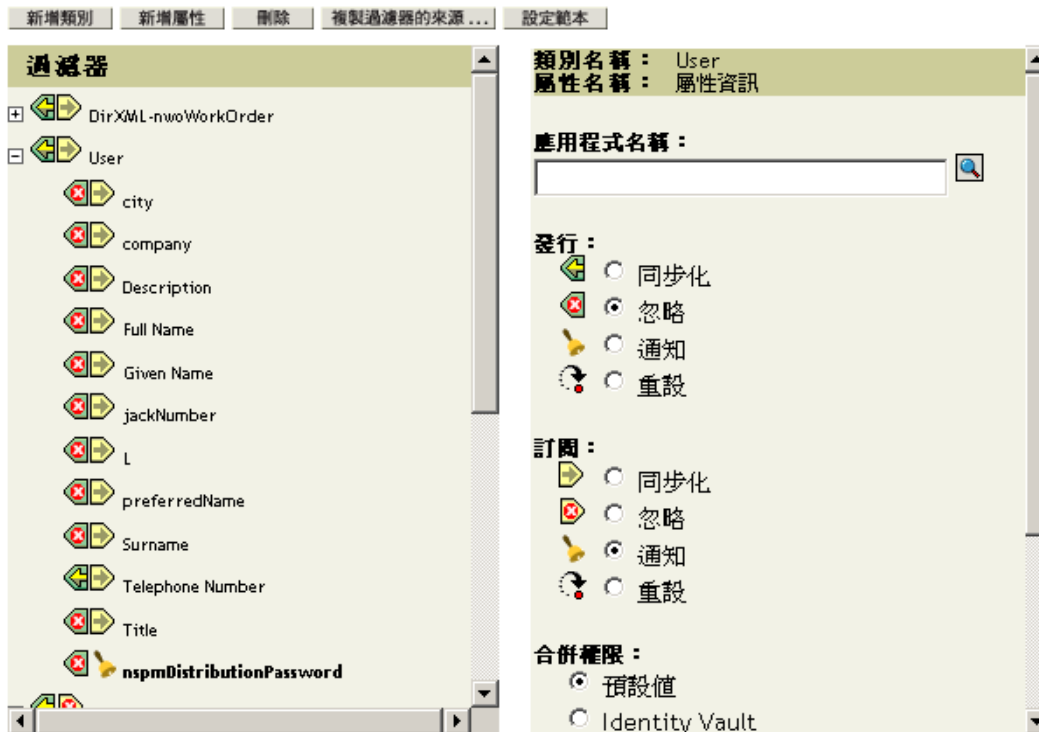 新增類別 新增屬性 刪除 複製過濾器的來源... 設定範本
過濾器
DirXML-nwoWorkOrder
User
city
company
Description
Full Name
Given Name
jackNumber
L
preferredName
Surname
Telephone Number
Title
nspmDistributionPassword
類別名稱： User
屬性名稱： 屬性資訊
應用程式名稱：
發行：
同步化
忽略
通知
重設
訂閱：
同步化
忽略
通知
重設
合併權限：
預設值
Identity Vault